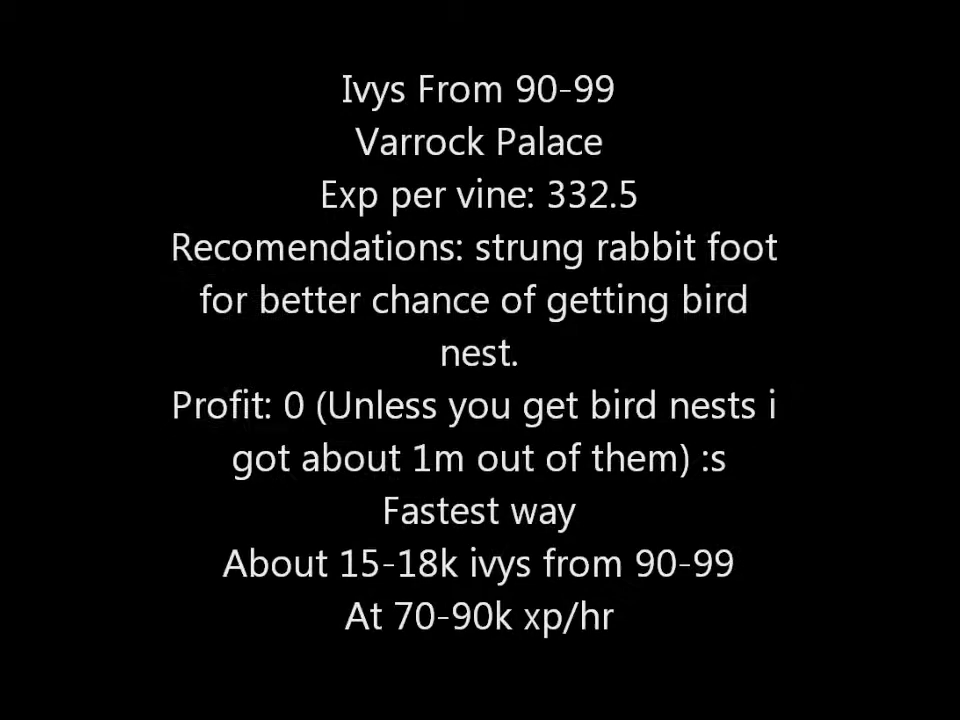 Ivys From 90-99
Varrock Palace
Exp per vine: 332.5
Recomendations: strung rabbit foot
for better chance of getting bird
nest.
Profit: 0 (Unless you get bird nests i
got about 1m out of them) :s
Fastest way
About 15-18k ivys from 90-99
At 70-90k xp/hr